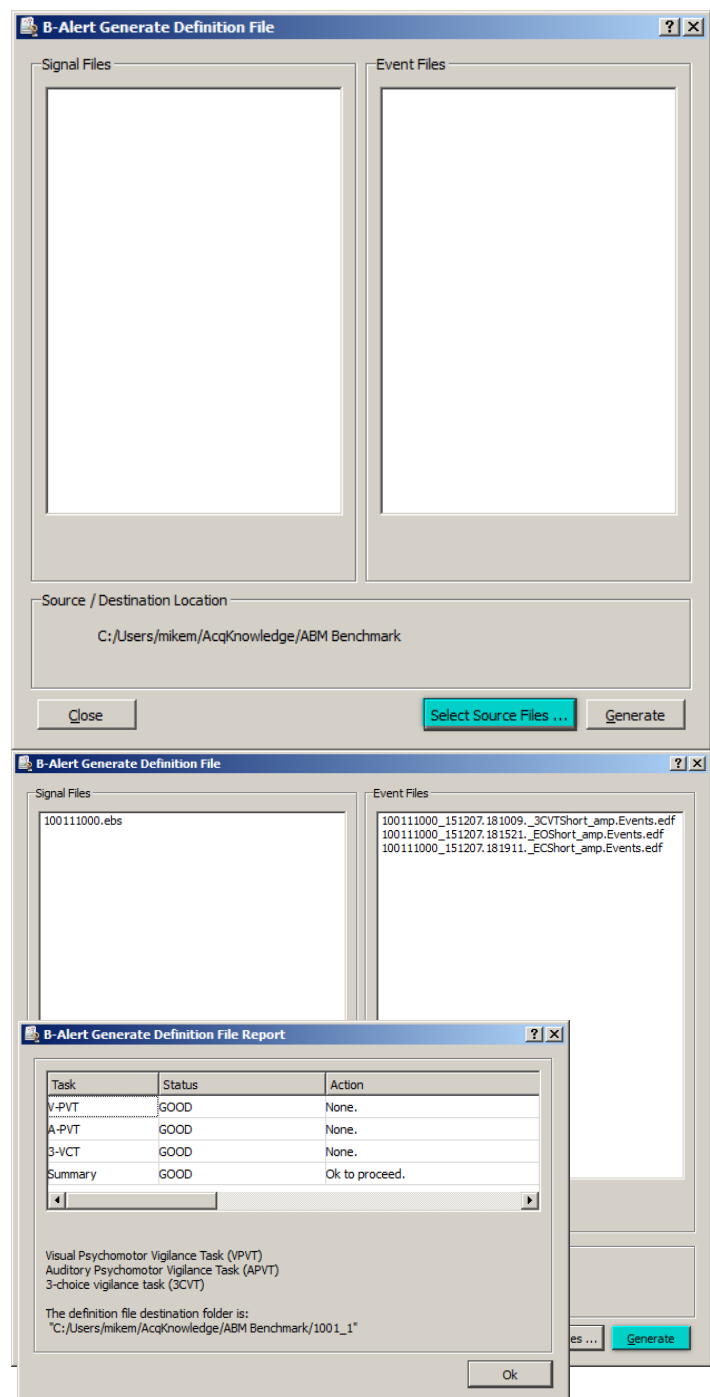 B-Alert Generate Definition File
Signal Files
Event Files
Source / Destination Location
C:/Users/mikem/AcqKnowledge/ABM Benchmark
Close
Select Source Files ...
Generate
B-Alert Generate Definition File
Signal Files
Event Files
100111000.ebs
100111000_151207.181009._3CVTShort_amp.Events.edf
100111000_151207.181521._EOShort_amp.Events.edf
100111000_151207.181911._ECShort_amp.Events.edf
B-Alert Generate Definition File Report
Task Status Action
V-PVT GOOD None.
A-PVT GOOD None.
3-VCT GOOD None.
Summary GOOD Ok to proceed.
Visual Psychomotor Vigilance Task (VPVT)
Auditory Psychomotor Vigilance Task (APVT)
3-choice vigilance task (3CVT)
The definition file destination folder is:
"C:/Users/mikem/AcqKnowledge/ABM Benchmark/1001_1"
es ...
Generate
Ok